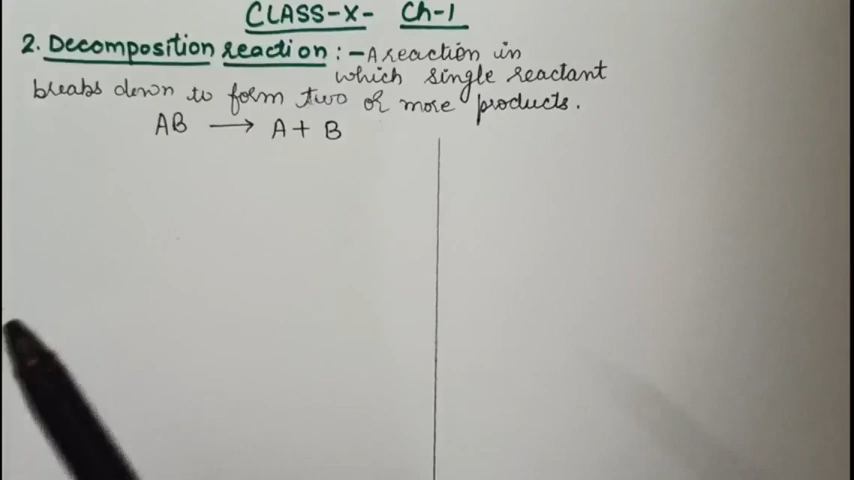 CLASS-X- Ch-1
2. Decomposition reaction :- A reaction in
which single reactant
breaks down to form two or more products.
AB ⟶ A + B